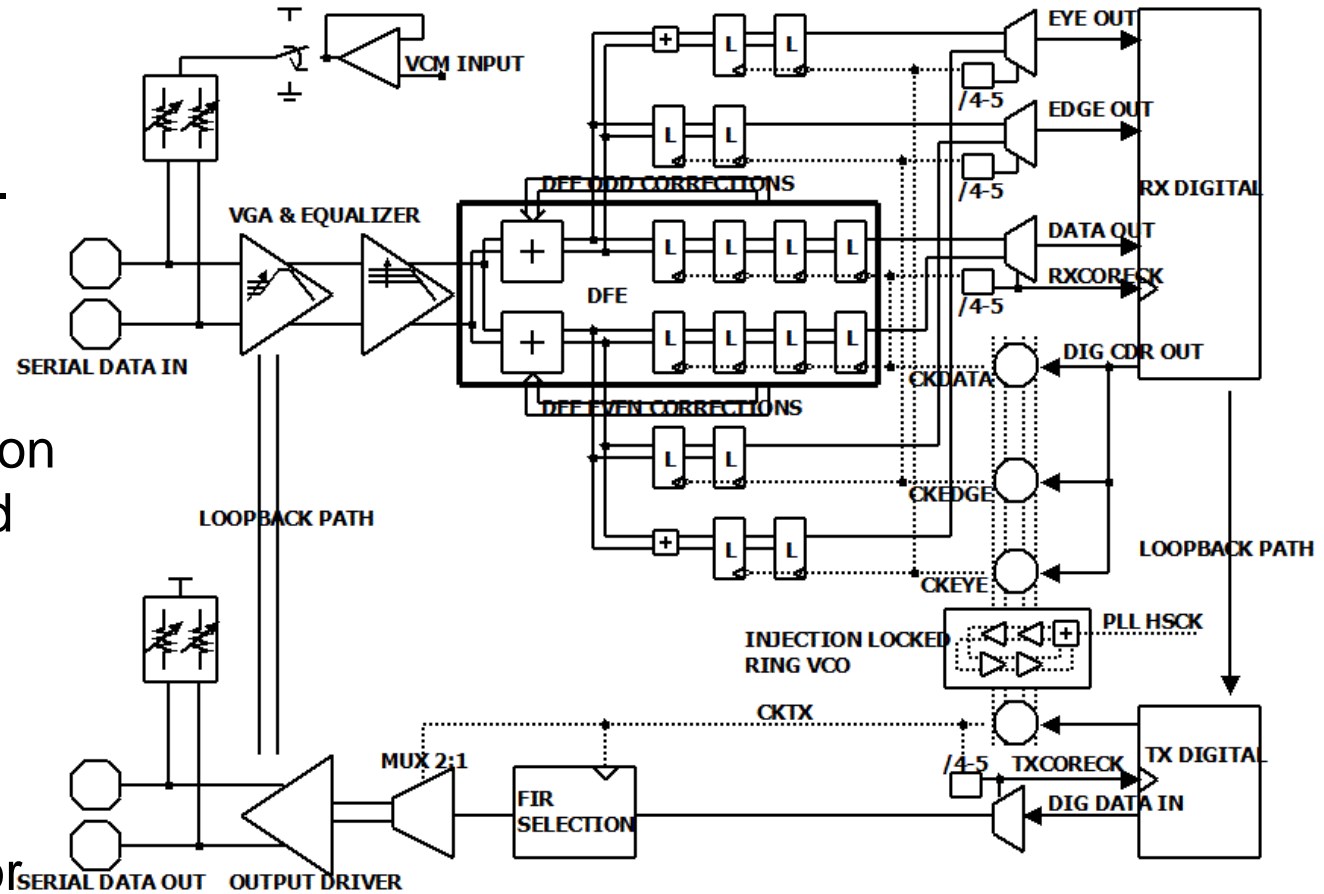 EYE OUT
VCM INPUT
L
L
/4-5
EDGE OUT
L
L
/4-5
DFE ODD CORRECTIONS
RX DIGITAL
VGA & EQUALIZER
DATA OUT
+
L
L
L
L
RXCORECK
DFE
/4-5
+
L
L
L
L
SERIAL DATA IN
DIG CDR OUT
CKDATA
DFE EVEN CORRECTIONS
on
L
L
CKEDGE
d
LOOPBACK PATH
+
L
L
LOOPBACK PATH
CKEYE
PLL HSCK
INJECTION LOCKED
RING VCO
CKTX
MUX 2:1
/4-5
TXCORECK
TX DIGITAL
FIR
SELECTION
DIG DATA IN
or
SERIAL DATA OUT
OUTPUT DRIVER